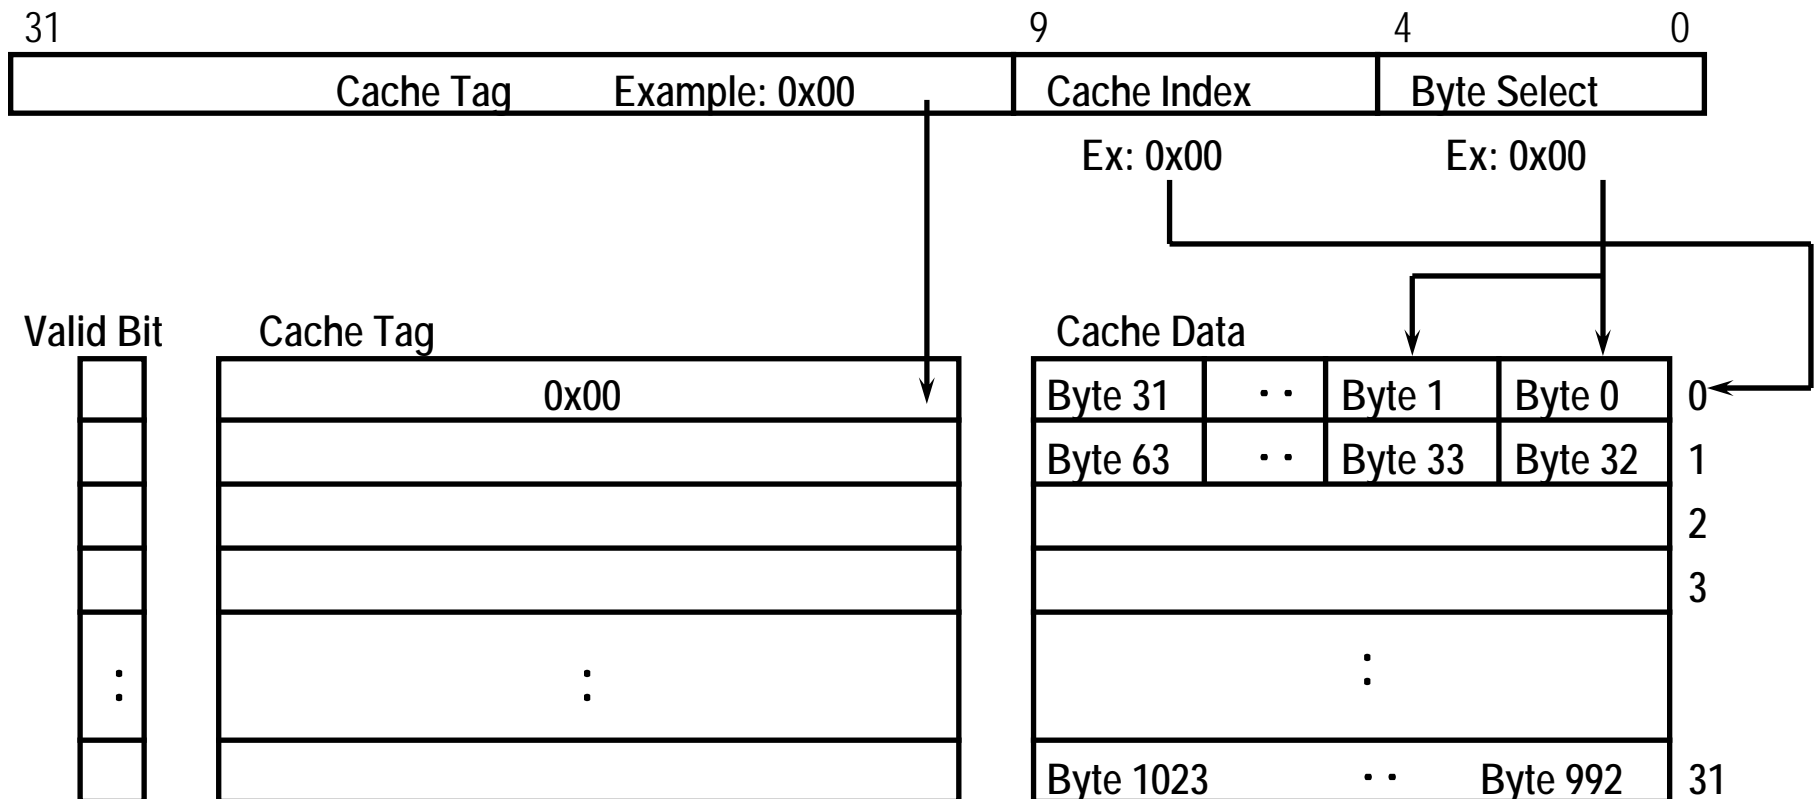 31 9 4 0
Cache Tag Example: 0x00 Cache Index Byte Select
Ex: 0x00 Ex: 0x00
Valid Bit Cache Tag Cache Data
0x00 Byte 31 · · Byte 1 Byte 0 0
Byte 63 · · Byte 33 Byte 32 1
2
3
: : :
Byte 1023 · · Byte 992 31